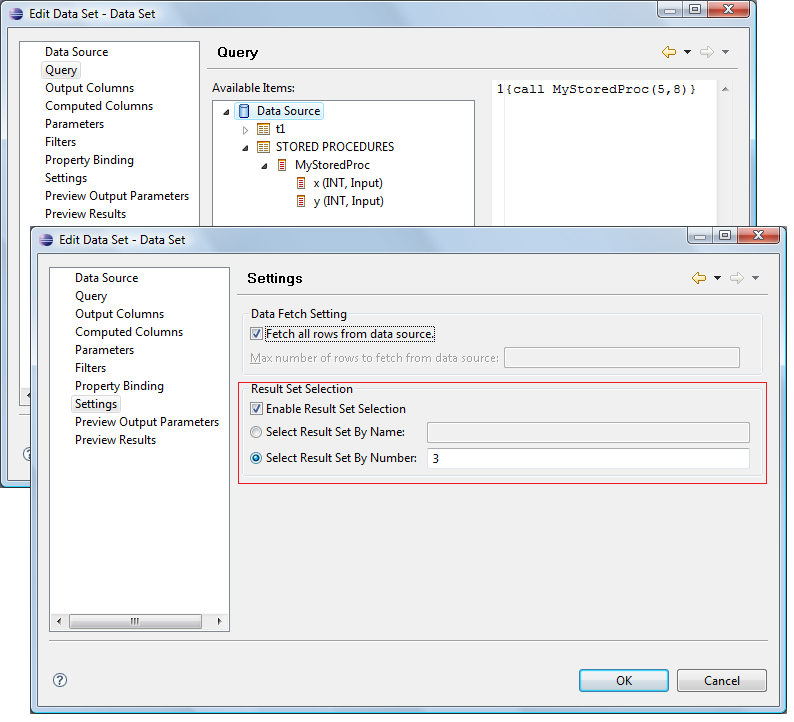 Edit Data Set - Data Set
Data Source
Query
Output Columns
Computed Columns
Parameters
Filters
Property Binding
Settings
Preview Output Parameters
Preview Results
Query
Available Items:
Data Source
t1
STORED PROCEDURES
MyStoredProc
x (INT, Input)
y (INT, Input)
1{call MyStoredProc(5,8)}
Edit Data Set - Data Set
Data Source
Query
Output Columns
Computed Columns
Parameters
Filters
Property Binding
Settings
Preview Output Parameters
Preview Results
Settings
Data Fetch Setting
Fetch all rows from data source.
Max number of rows to fetch from data source:
Result Set Selection
Enable Result Set Selection
Select Result Set By Name:
Select Result Set By Number: 3
?
OK Cancel